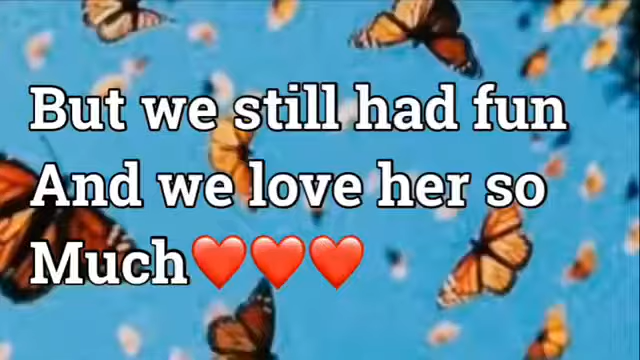 But we still had fun
And we love her so
Much❤️❤️❤️